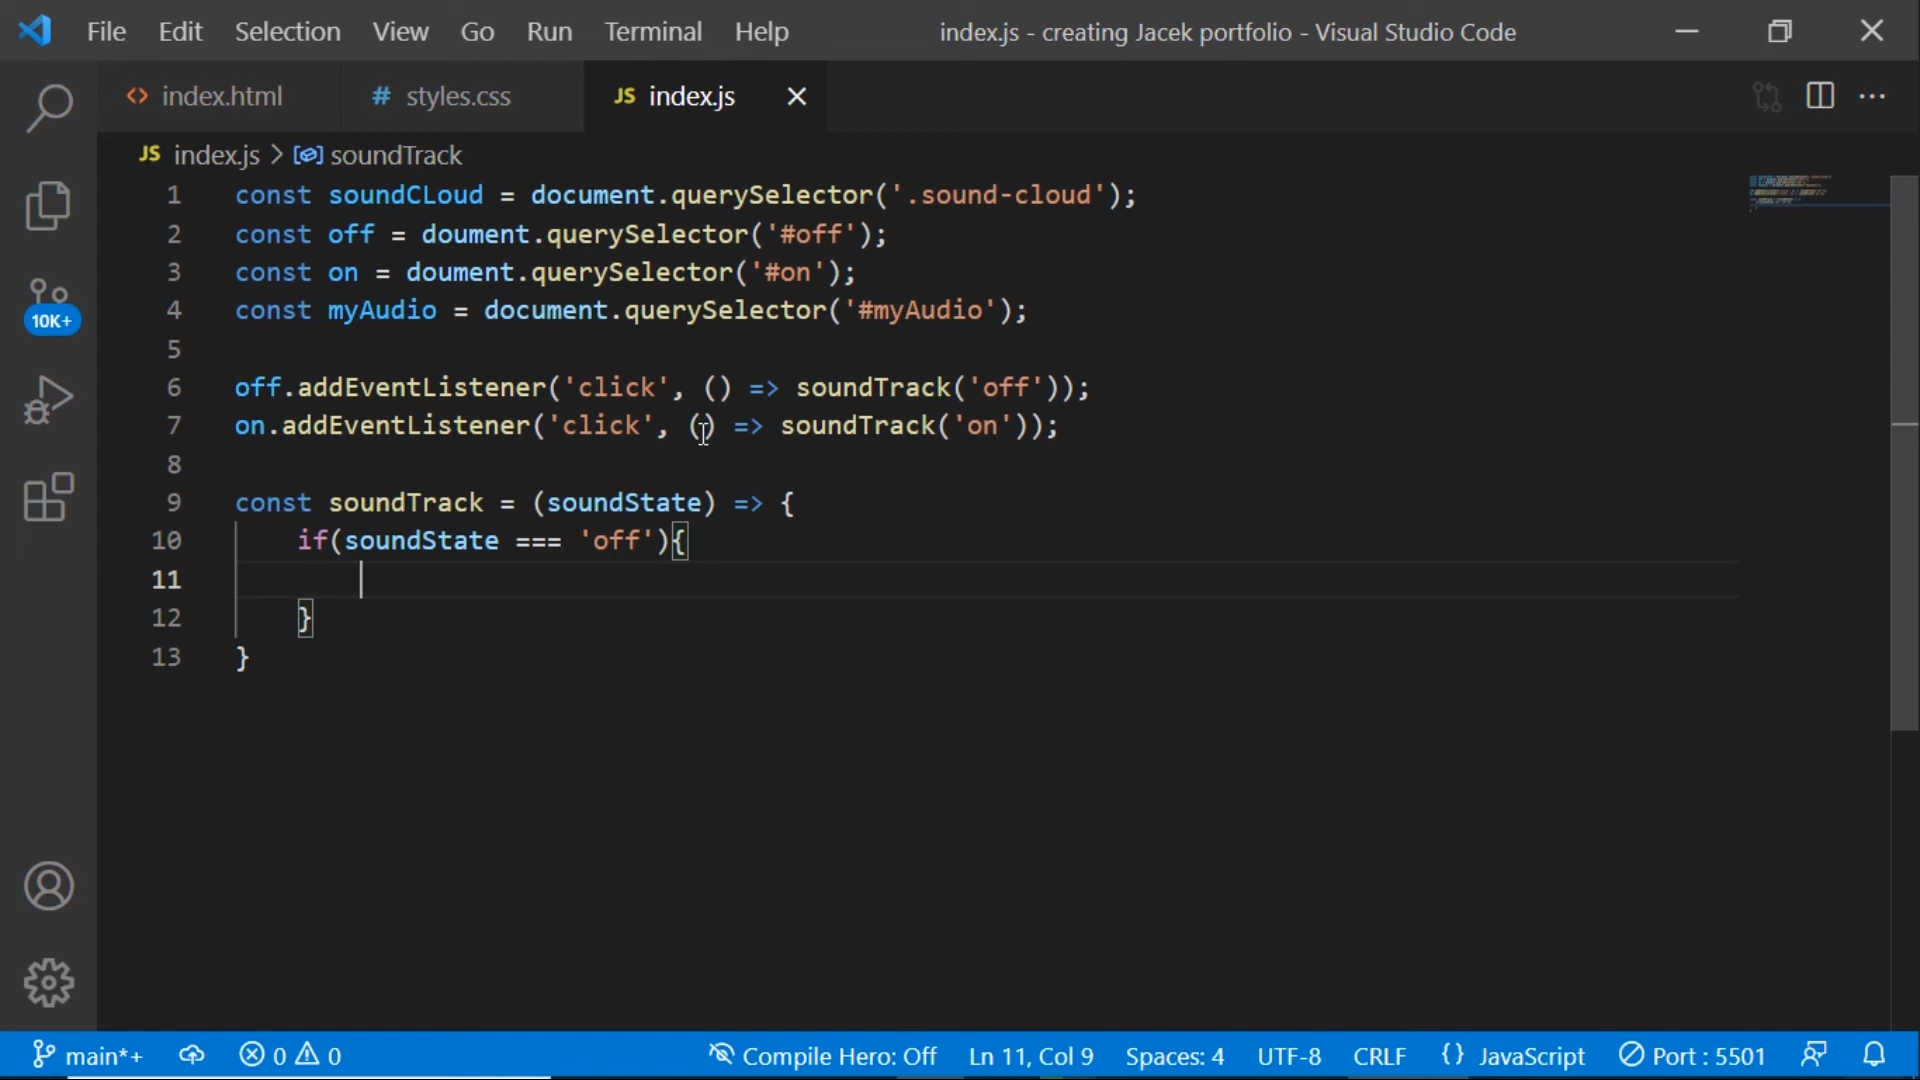 File Edit Selection View Go Run Terminal Help index.js - creating Jacek portfolio - Visual Studio Code
<> index.html # styles.css JS index.js
JS index.js > soundTrack
1 const soundCLoud = document.querySelector('.sound-cloud');
2 const off = doument.querySelector('#off');
3 const on = doument.querySelector('#on');
4 const myAudio = document.querySelector('#myAudio');
5
6 off.addEventListener('click', () => soundTrack('off'));
7 on.addEventListener('click', () => soundTrack('on'));
8
9 const soundTrack = (soundState) => {
10 if(soundState === 'off'){
11
12 }
13 }
10K+
main*+ 0 0 Compile Hero: Off Ln 11, Col 9 Spaces: 4 UTF-8 CRLF {} JavaScript Port : 5501